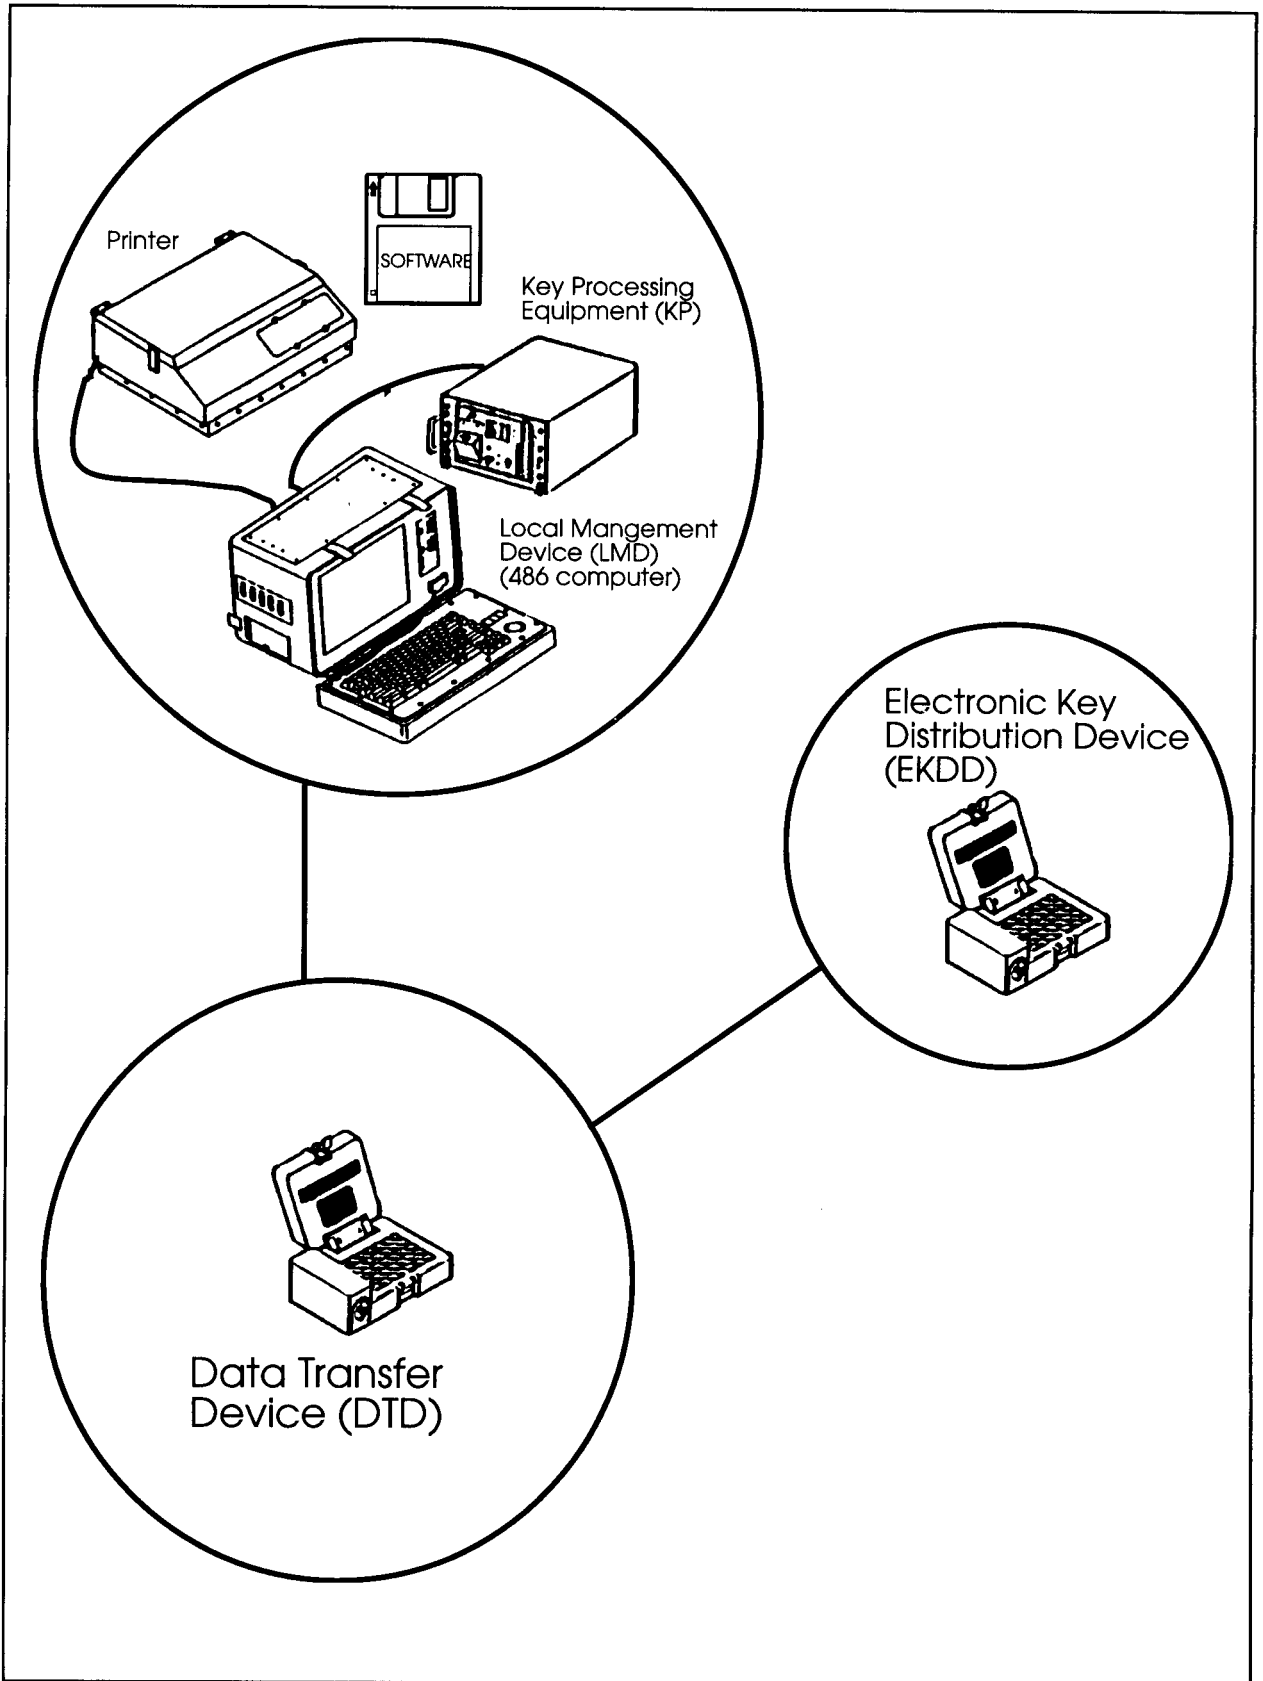 Printer
SOFTWARE
Key Processing
Equipment (KP)
Local Mangement
Device (LMD)
(486 computer)
Electronic Key
Distribution Device
(EKDD)
Data Transfer
Device (DTD)